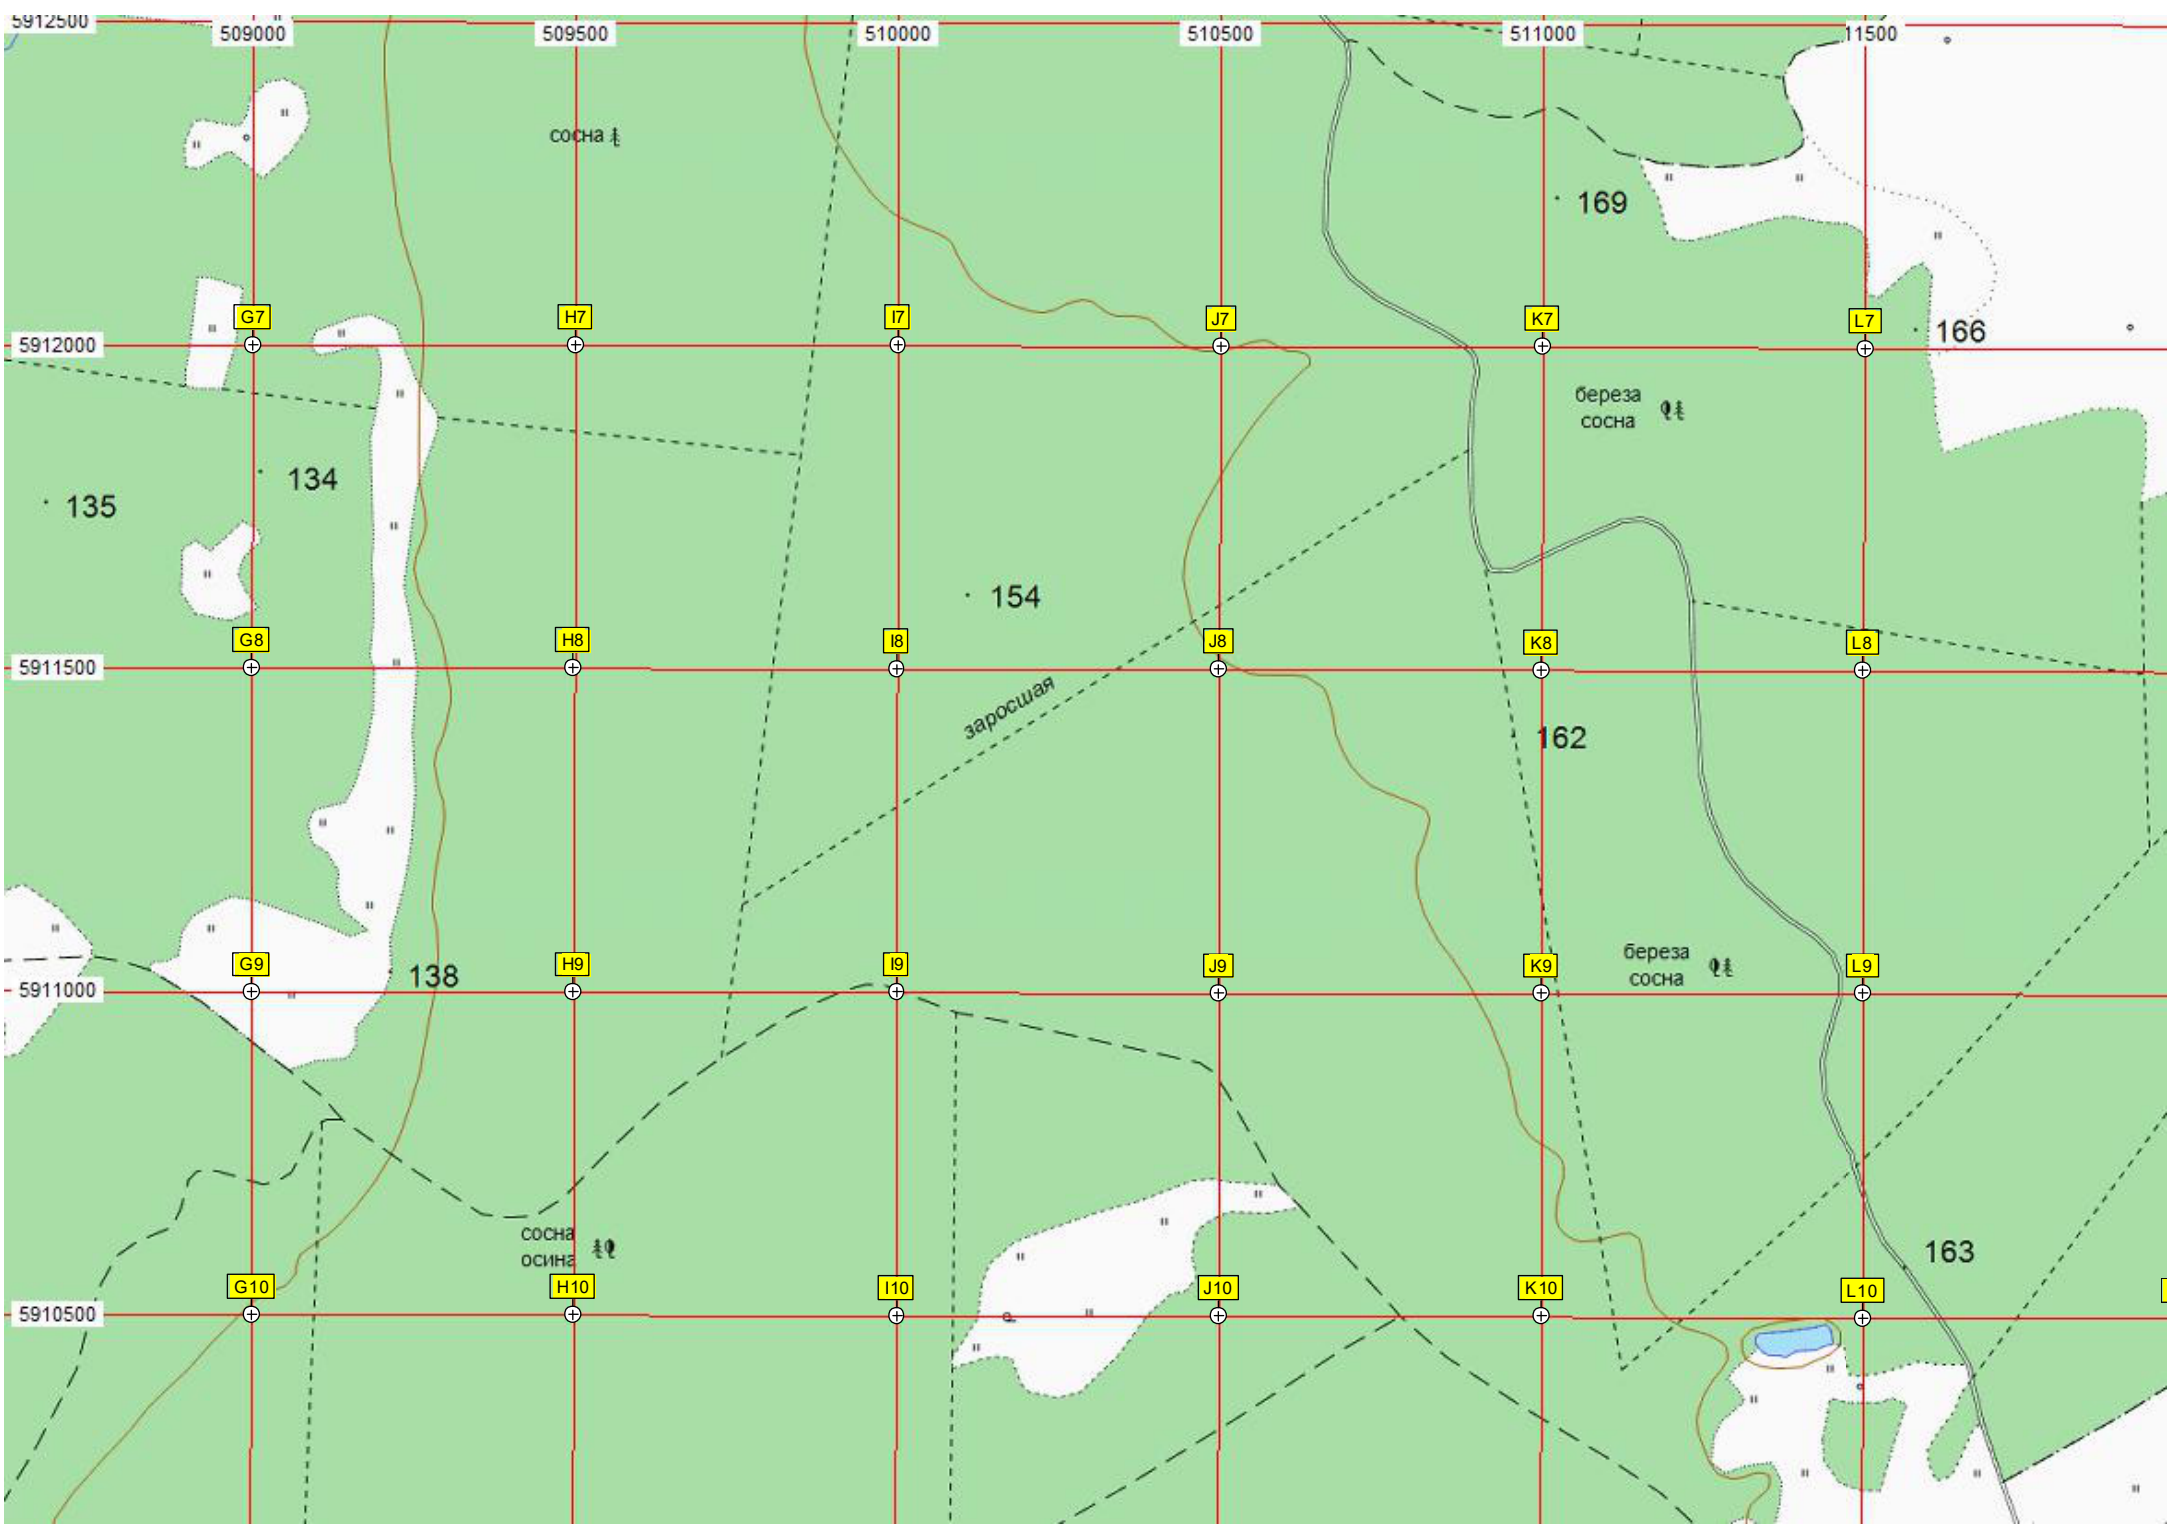 5912500
509000
509500
510000
510500
511000
11500
сосна
169
G7
H7
I7
J7
K7
L7
5912000
166
береза
сосна
134
135
154
G8
H8
I8
J8
K8
L8
5911500
заросшая
162
береза
сосна
G9
H9
I9
J9
K9
L9
138
5911000
сосна
осина
163
G10
H10
I10
J10
K10
L10
5910500